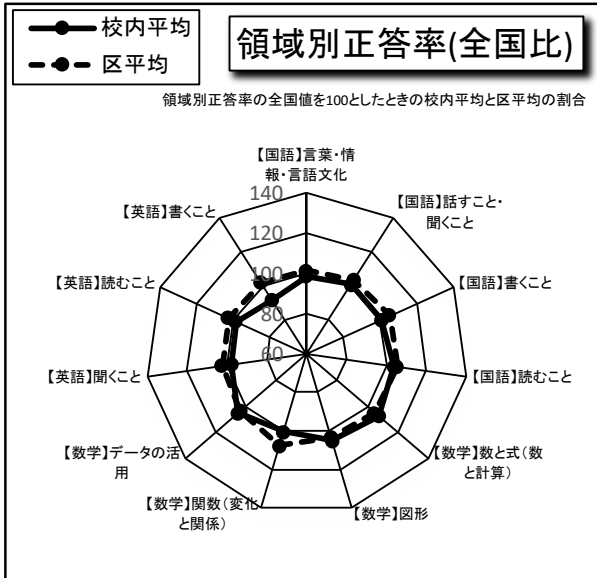 校内平均
区平均
領域別正答率(全国比)
領域別正答率の全国値を100としたときの校内平均と区平均の割合
【国語】言葉・情
報・言語文化
【国語】話すこと・
聞くこと
【国語】書くこと
【国語】読むこと
【数学】数と式(数
と計算)
【数学】図形
【数学】関数(変化
と関係)
【数学】データの活
用
【英語】聞くこと
【英語】読むこと
【英語】書くこと
140
120
100
80
60